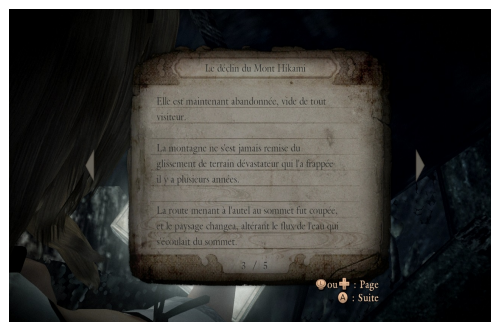 Le déclin du Mont Hikami
Elle est maintenant abandonnée, vide de tout
visiteur.
La montagne ne s'est jamais remise du
glissement de terrain dévastateur qui l'a frappée
il y a plusieurs années.
La route menant à l'autel au sommet fut coupée,
et le paysage changea, altérant le flux de l'eau qui
s'écoulait du sommet.
3 / 5
L ou : Page
A : Suite